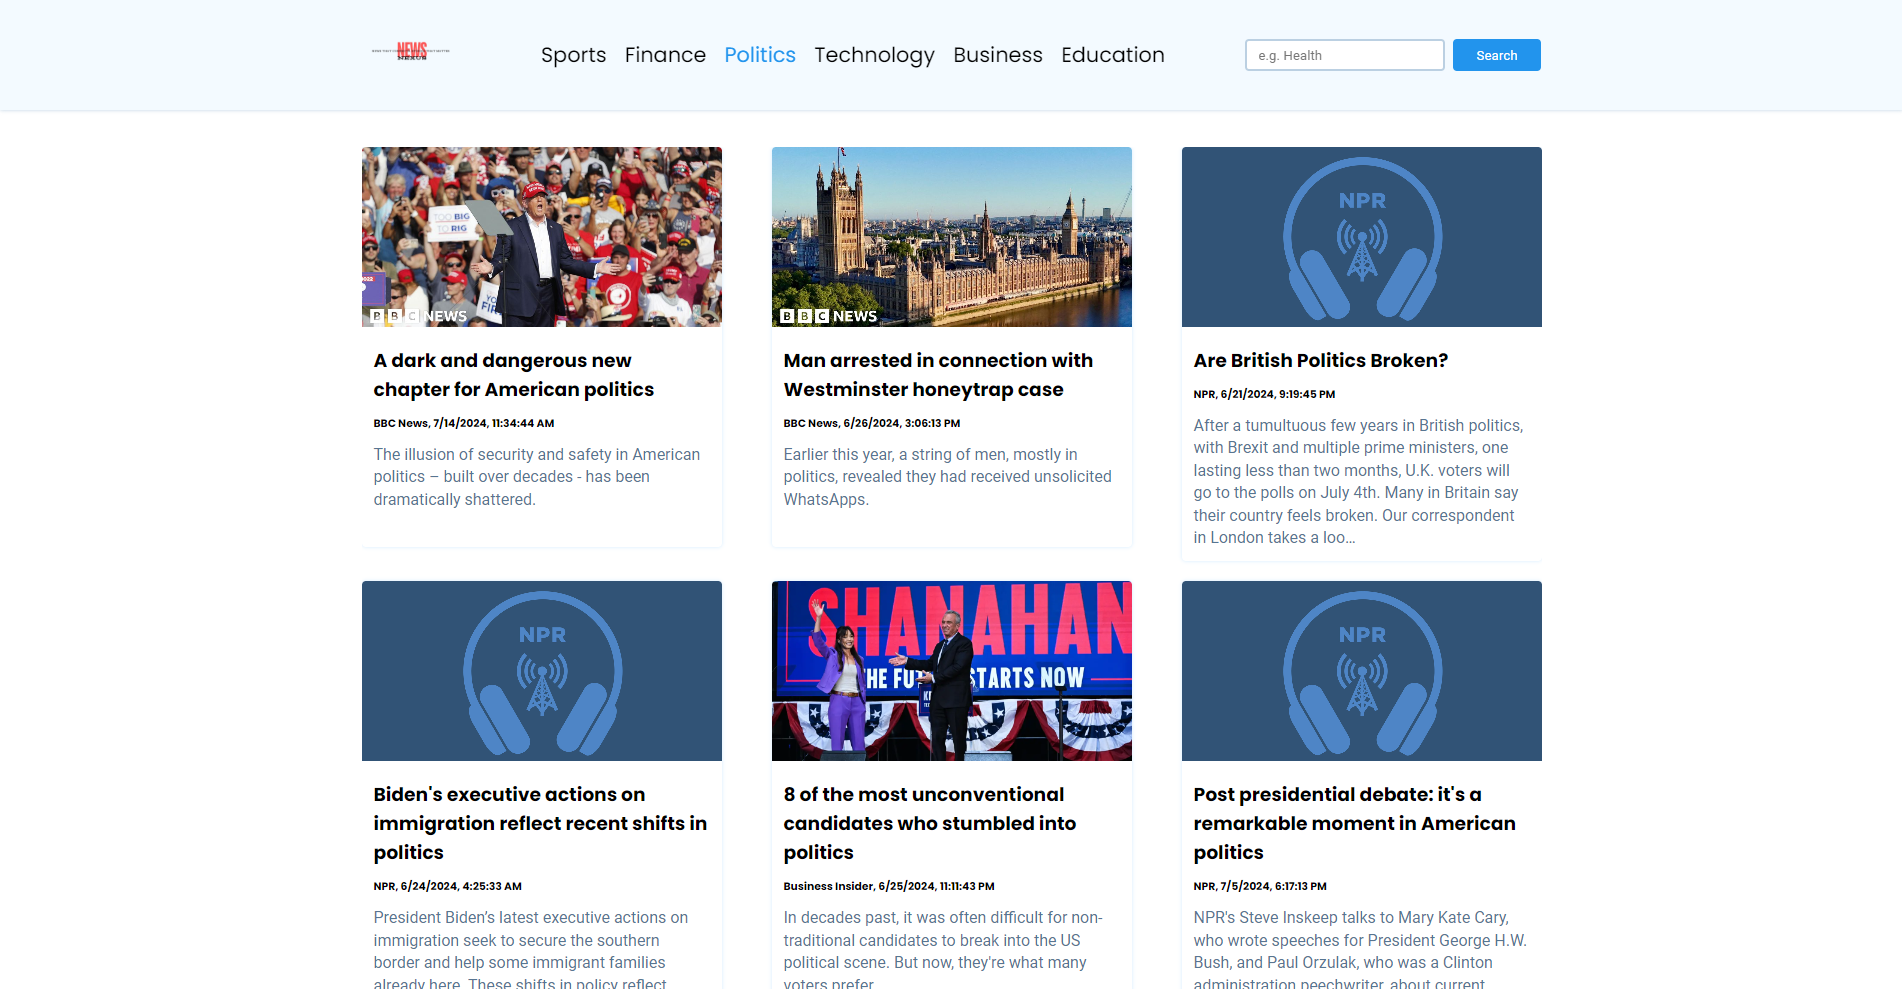 NEWS
NEXUS
Sports Finance Politics Technology Business Education
e.g. Health
Search
TOO BIG
TO RIG
BBC NEWS
A dark and dangerous new
chapter for American politics
BBC News, 7/14/2024, 11:34:44 AM
The illusion of security and safety in American
politics – built over decades - has been
dramatically shattered.
BBC NEWS
Man arrested in connection with
Westminster honeytrap case
BBC News, 6/26/2024, 3:06:13 PM
Earlier this year, a string of men, mostly in
politics, revealed they had received unsolicited
WhatsApps.
NPR
Are British Politics Broken?
NPR, 6/21/2024, 9:19:45 PM
After a tumultuous few years in British politics,
with Brexit and multiple prime ministers, one
lasting less than two months, U.K. voters will
go to the polls on July 4th. Many in Britain say
their country feels broken. Our correspondent
in London takes a loo…
NPR
Biden's executive actions on
immigration reflect recent shifts in
politics
NPR, 6/24/2024, 4:25:33 AM
President Biden’s latest executive actions on
immigration seek to secure the southern
border and help some immigrant families
already here. These shifts in policy reflect
SHANAHAN
THE FU STARTS NOW
8 of the most unconventional
candidates who stumbled into
politics
Business Insider, 6/25/2024, 11:11:43 PM
In decades past, it was often difficult for non-
traditional candidates to break into the US
political scene. But now, they're what many
voters prefer.
NPR
Post presidential debate: it's a
remarkable moment in American
politics
NPR, 7/5/2024, 6:17:13 PM
NPR's Steve Inskeep talks to Mary Kate Cary,
who wrote speeches for President George H.W.
Bush, and Paul Orzulak, who was a Clinton
administration peechwriter, about current